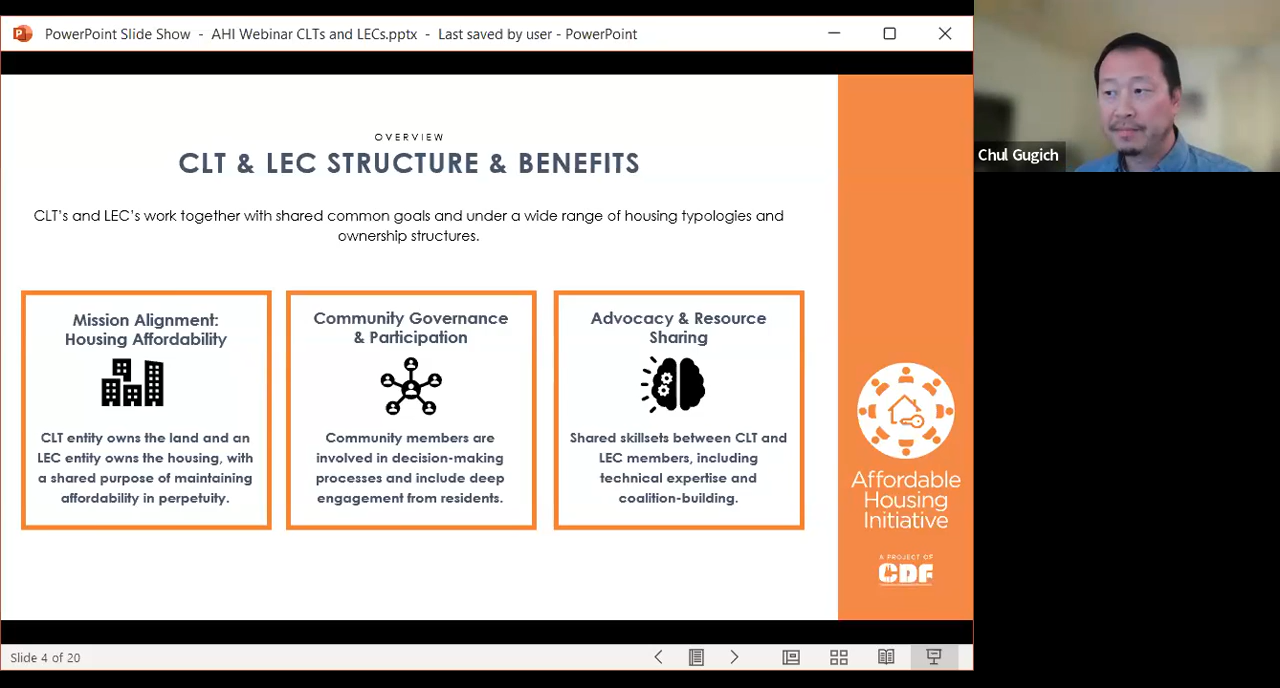 PowerPoint Slide Show - AHI Webinar CLTs and LECs.pptx - Last saved by user - PowerPoint
OVERVIEW
CLT & LEC STRUCTURE & BENEFITS
CLT's and LEC's work together with shared common goals and under a wide range of housing typologies and
ownership structures.
Mission Alignment:
Housing Affordability
CLT entity owns the land and an
LEC entity owns the housing, with
a shared purpose of maintaining
affordability in perpetuity.
Community Governance
& Participation
Community members are
involved in decision-making
processes and include deep
engagement from residents.
Advocacy & Resource
Sharing
Shared skillsets between CLT and
LEC members, including
technical expertise and
coalition-building.
Affordable
Housing
Initiative
A PROJECT OF
CDF
Slide 4 of 20
Chul Gugich